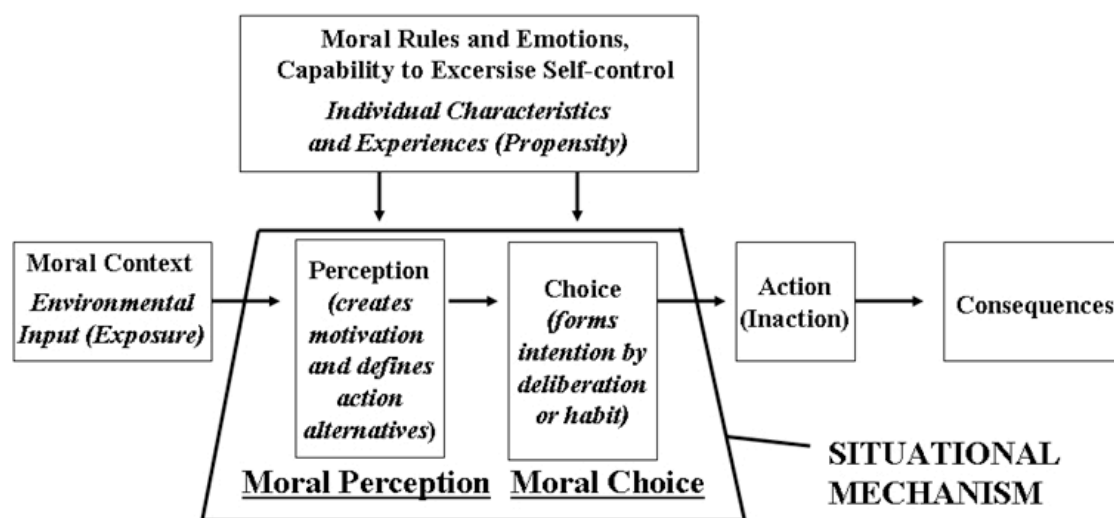 Moral Rules and Emotions,
Capability to Excersise Self-control
Individual Characteristics
and Experiences (Propensity)
Moral Context
Environmental
Input (Exposure)
Perception
(creates
motivation
and defines
action
alternatives)
Choice
(forms
intention by
deliberation
or habit)
Action
(Inaction)
Consequences
Moral Perception
Moral Choice
SITUATIONAL
MECHANISM